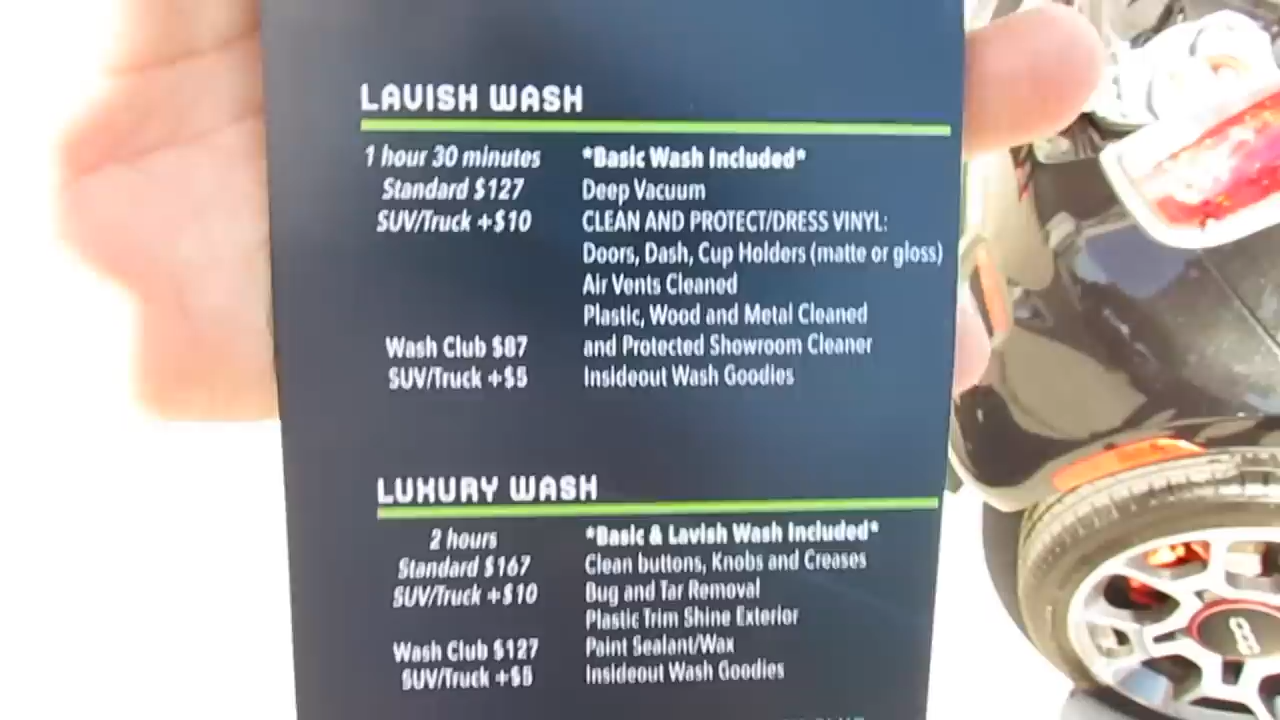 LAVISH WASH
1 hour 30 minutes *Basic Wash Included*
Standard $127 Deep Vacuum
SUV/Truck +$10 CLEAN AND PROTECT/DRESS VINYL:
Doors, Dash, Cup Holders (matte or gloss)
Air Vents Cleaned
Plastic, Wood and Metal Cleaned
Wash Club $87 and Protected Showroom Cleaner
SUV/Truck +$5 Insideout Wash Goodies
LUXURY WASH
2 hours *Basic & Lavish Wash Included*
Standard $167 Clean buttons, Knobs and Creases
SUV/Truck +$10 Bug and Tar Removal
Plastic Trim Shine Exterior
Wash Club $127 Paint Sealant/Wax
SUV/Truck +$5 Insideout Wash Goodies